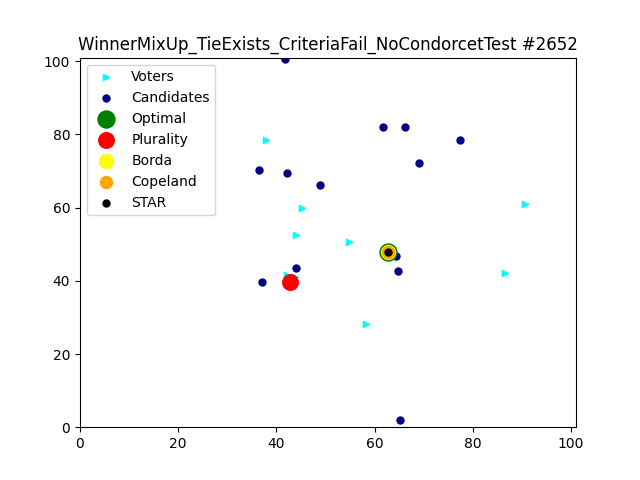 WinnerMixUp_TieExists_CriteriaFail_NoCondorcetTest #2652
Voters
Candidates
Optimal
Plurality
Borda
Copeland
STAR
100
80
60
40
20
0
0 20 40 60 80 100